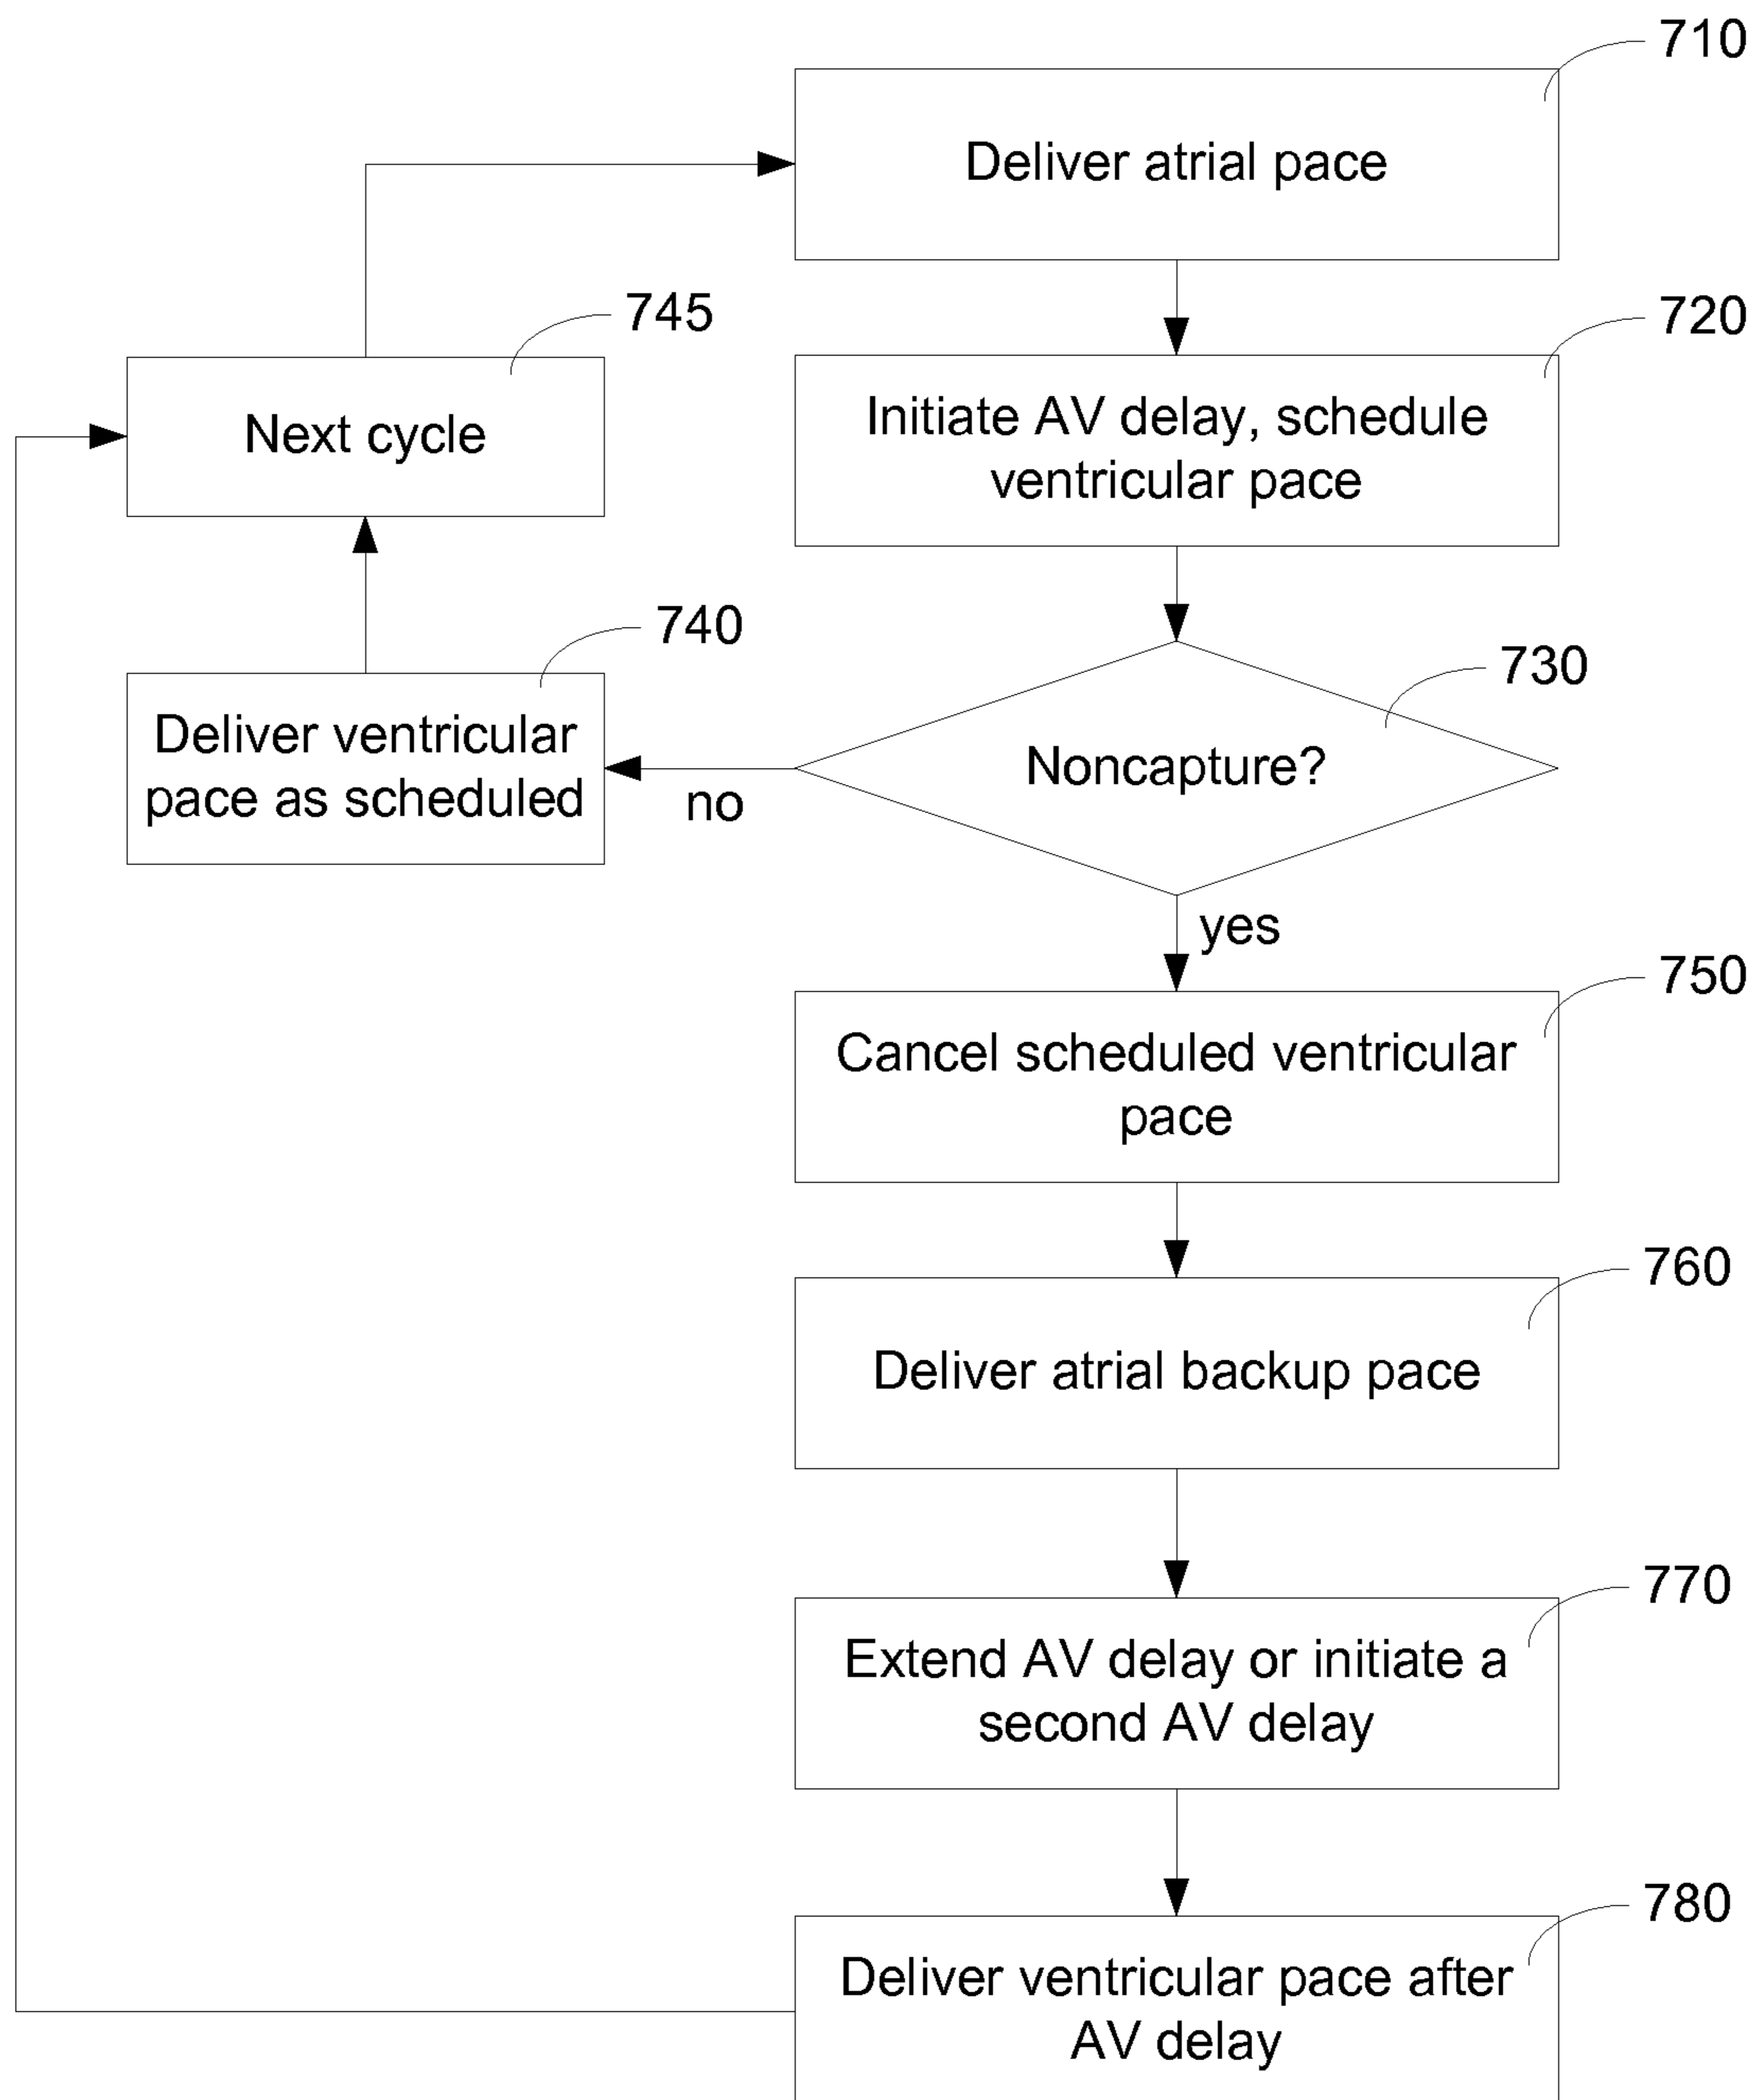 710
Deliver atrial pace
720
Initiate AV delay, schedule
ventricular pace
745
Next cycle
730
Noncapture?
740
Deliver ventricular
pace as scheduled
no
yes
750
Cancel scheduled ventricular
pace
760
Deliver atrial backup pace
770
Extend AV delay or initiate a
second AV delay
780
Deliver ventricular pace after
AV delay